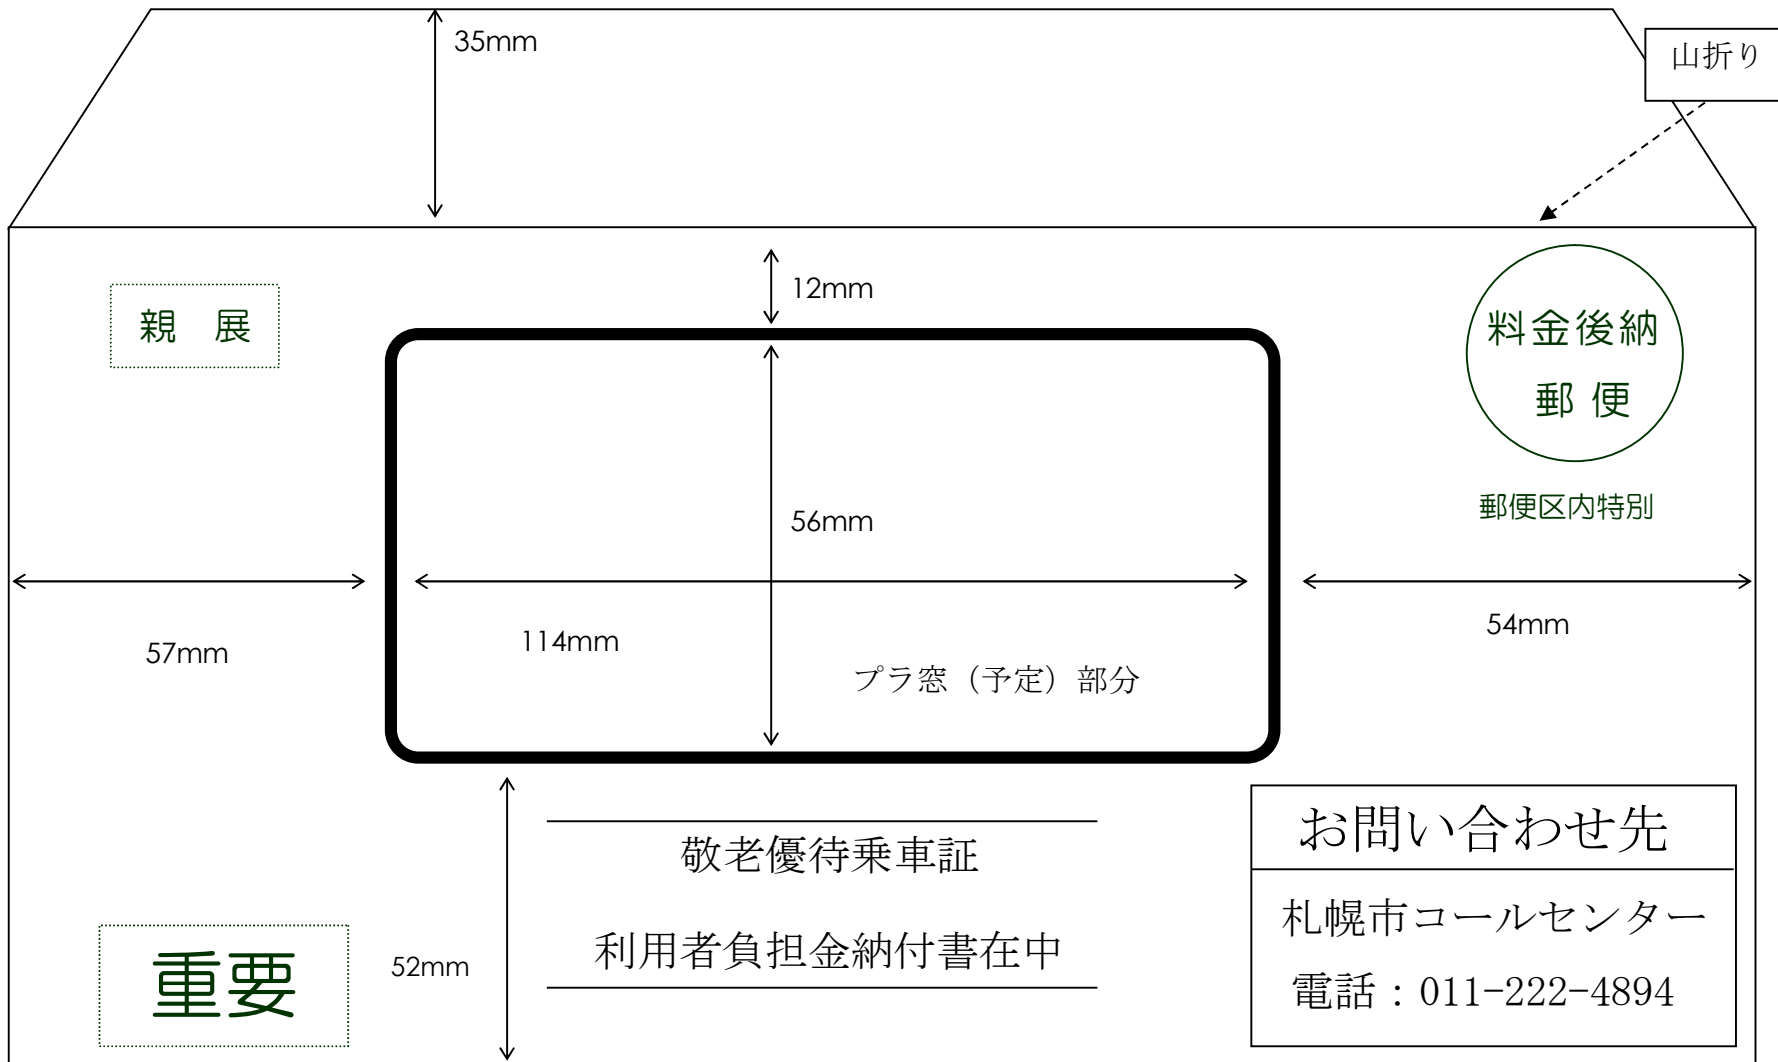 35mm
山折り
12mm
親　展
料金後納
郵 便
郵便区内特別
56mm
57mm
114mm
54mm
プラ窓（予定）部分
敬老優待乗車証
利用者負担金納付書在中
52mm
重要
お問い合わせ先
札幌市コールセンター
電話：011-222-4894